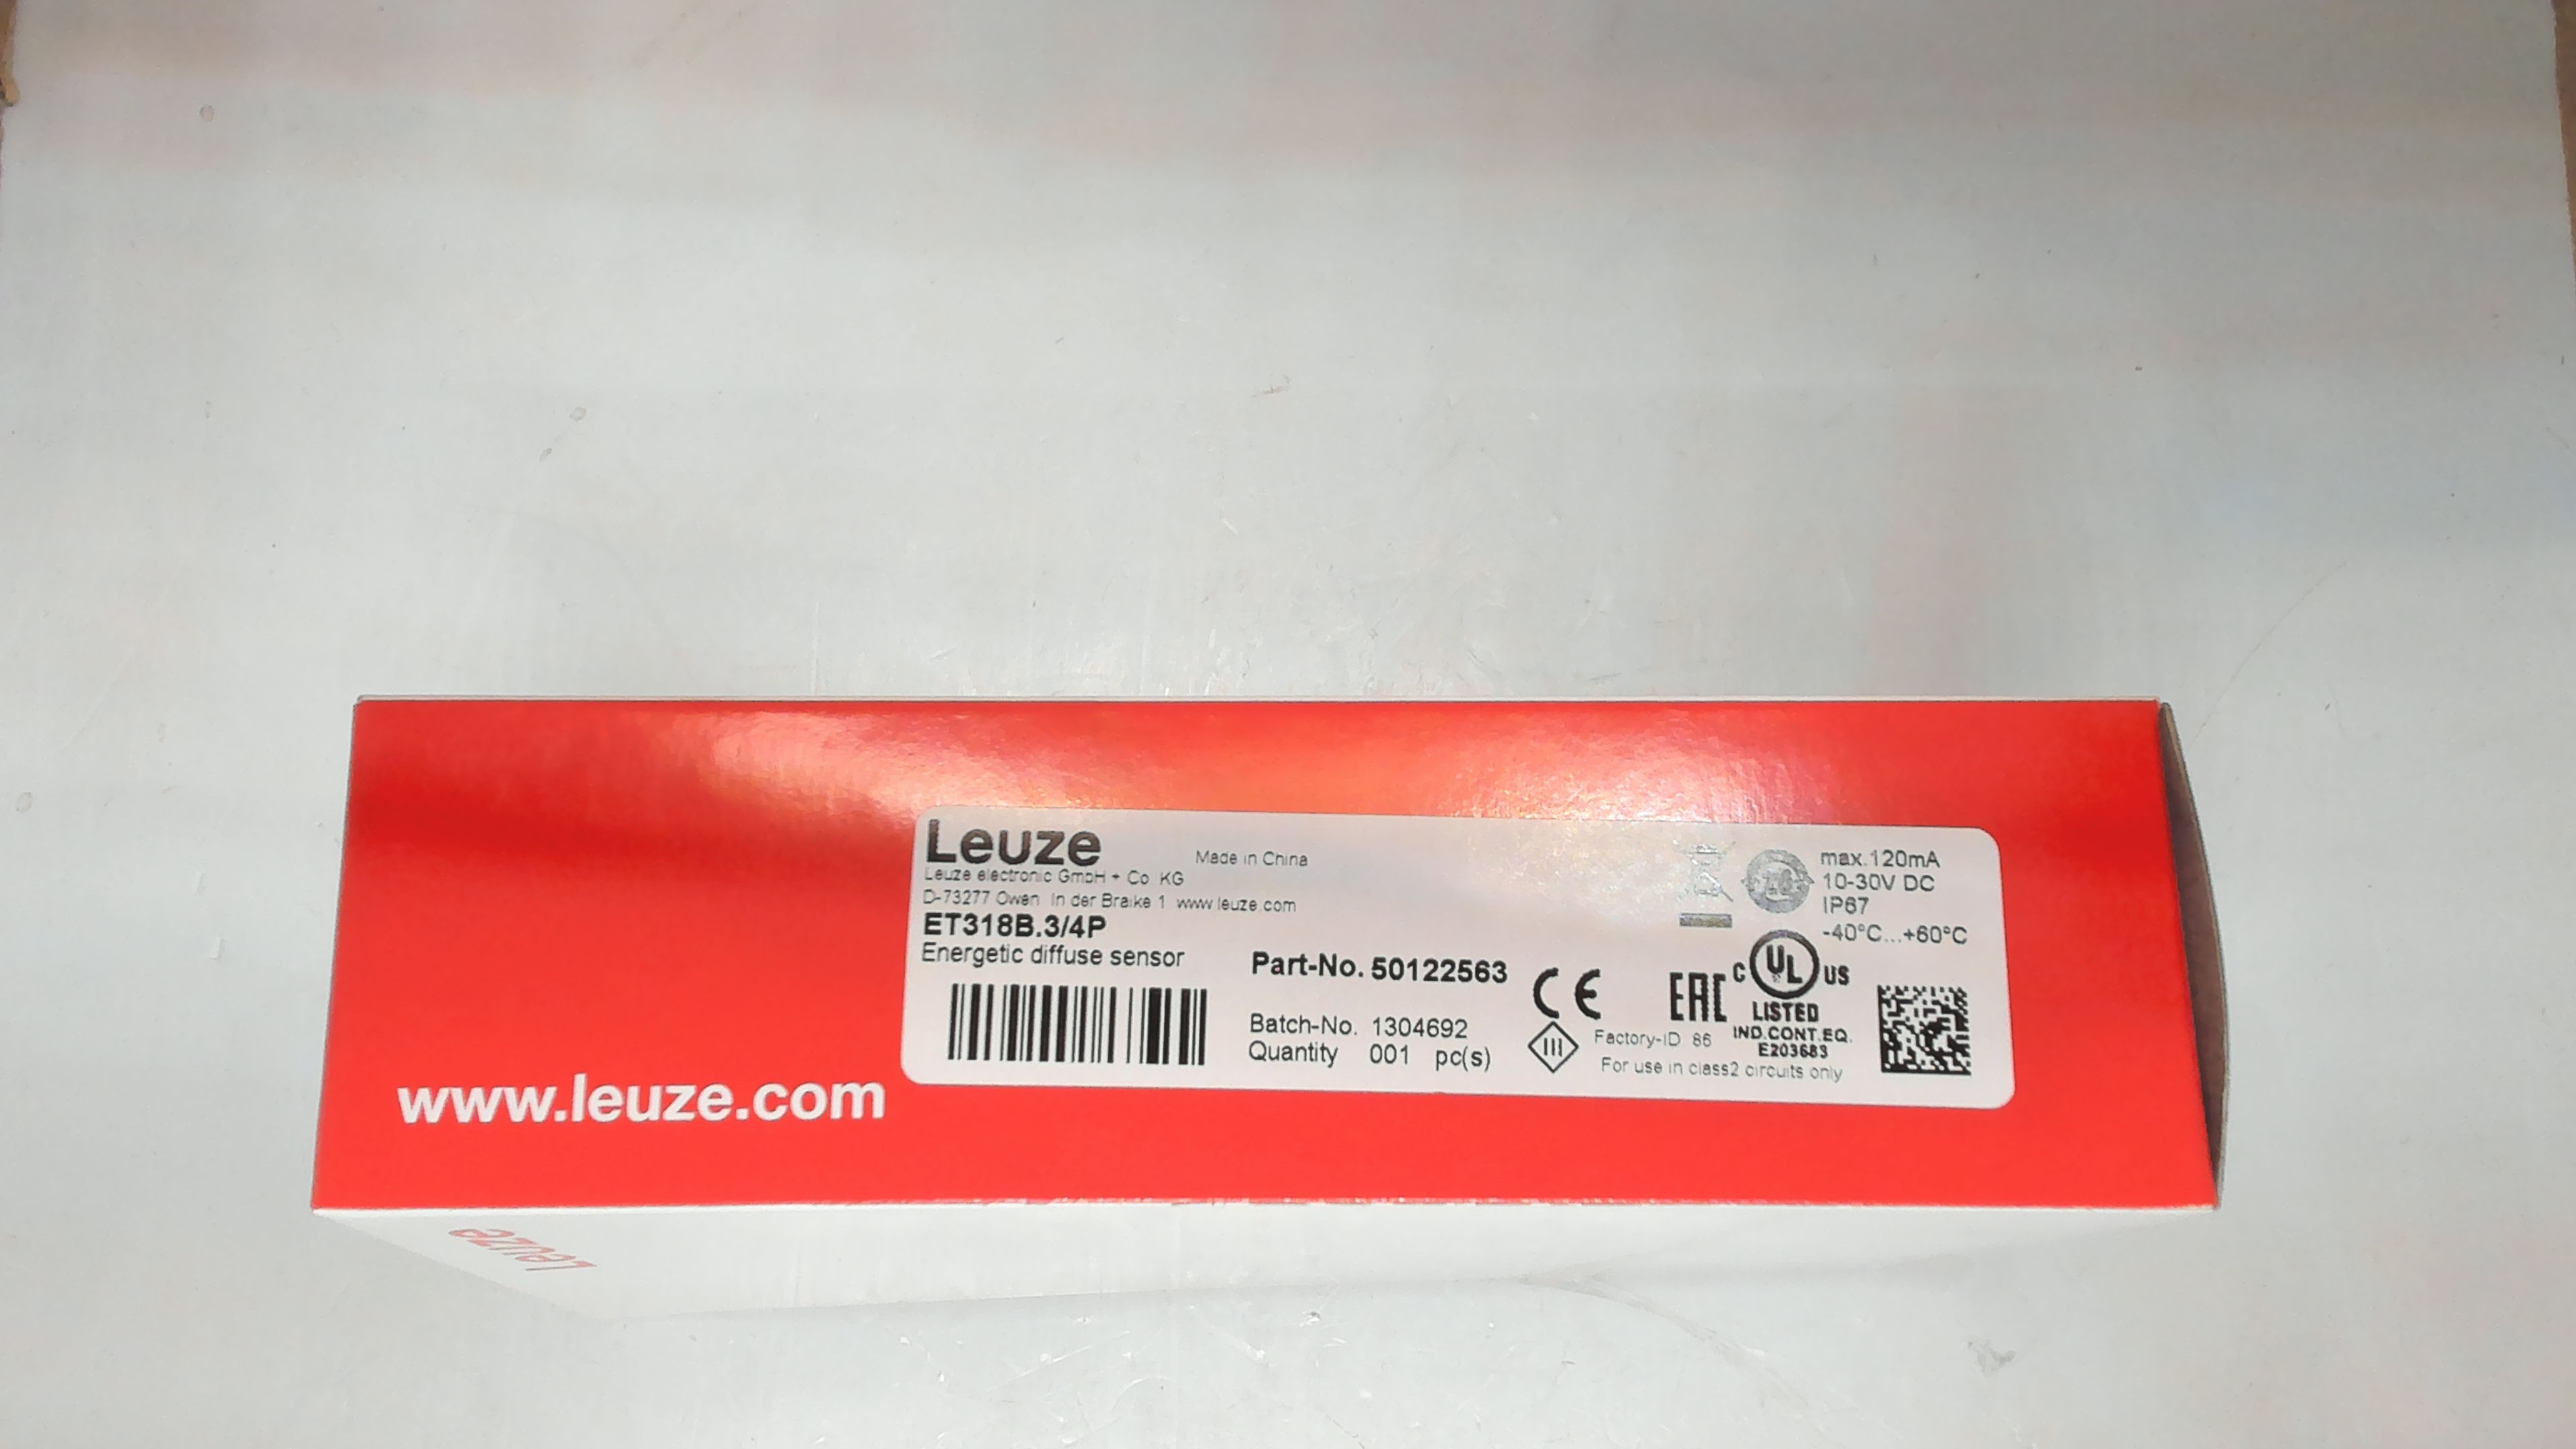 Leuze
Made in China
Leuze electronic GmbH + Co. KG
D-73277 Owen In der Braike 1 www.leuze.com
ET318B.3/4P
Energetic diffuse sensor
Part-No. 50122563
Batch-No. 1304692
Quantity 001 pc(s)
max.120mA
10-30V DC
IP67
-40°C...+60°C
CE
EAC
C UL US
LISTED
IND.CONT.EQ.
E203683
III
Factory-ID 86
For use in class2 circuits only
www.leuze.com
Leuze